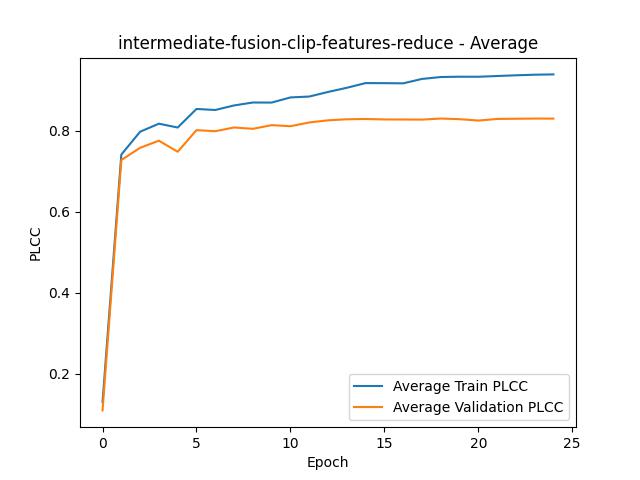 intermediate-fusion-clip-features-reduce - Average
PLCC
0.8
0.6
0.4
0.2
0 5 10 15 20 25
Epoch
Average Train PLCC
Average Validation PLCC